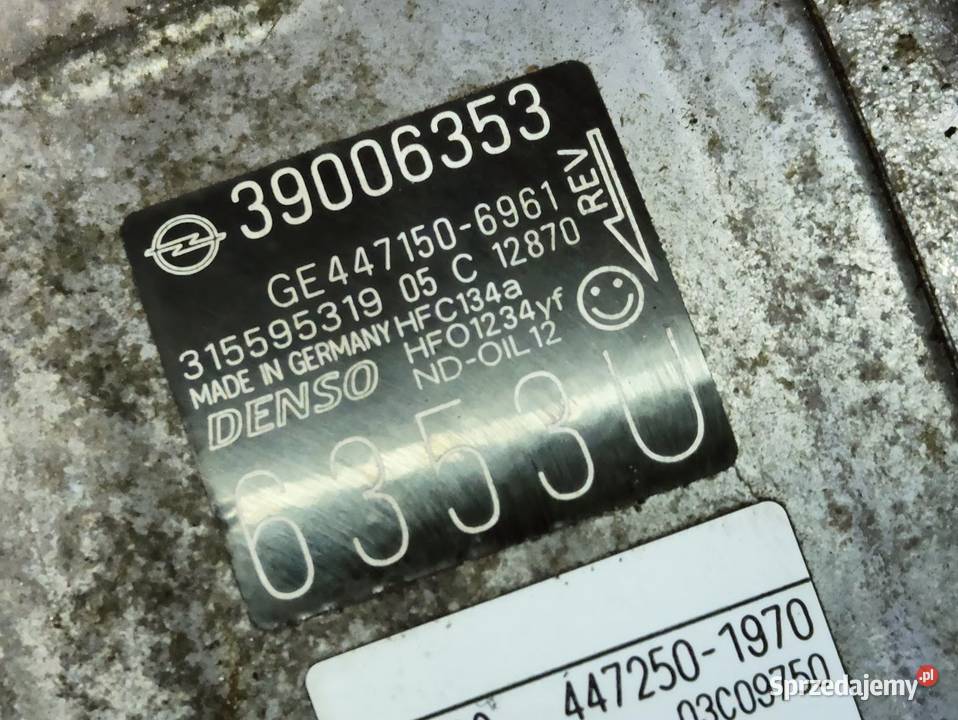 39006353
GE447150-6961
REV
315595319 05 C 12870
MADE IN GERMANY HFC134a
HFO1234yf
DENSO ND-OIL12
6353U
447250-1970
03C09750
Sprzedajemy.pl